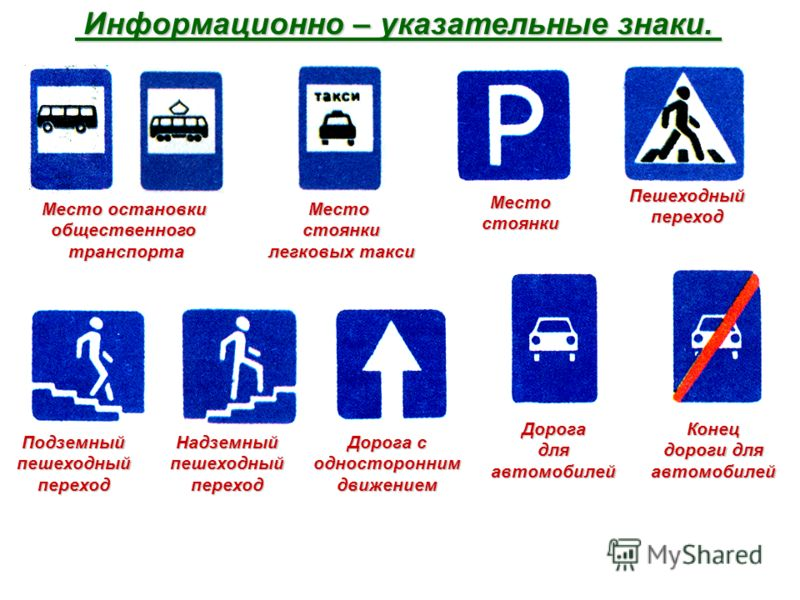 Информационно – указательные знаки.
такси
P
Место остановки
общественного
транспорта
Место
стоянки
легковых такси
Место
стоянки
Пешеходный
переход
Подземный
пешеходный
переход
Надземный
пешеходный
переход
Дорога с
односторонним
движением
Дорога
для
автомобилей
Конец
дороги для
автомобилей
MyShared